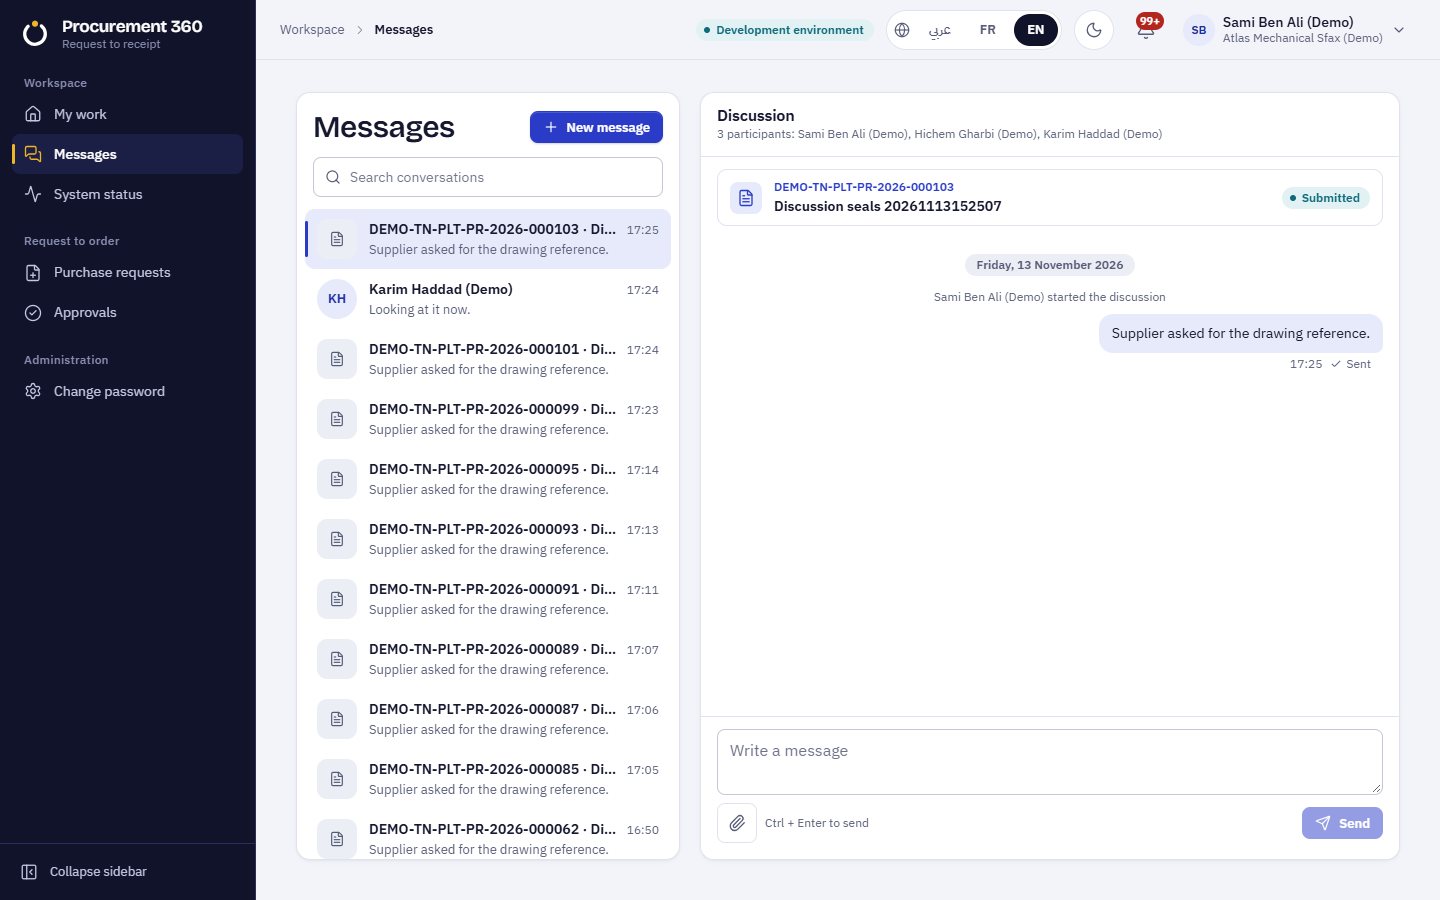 Procurement 360
Request to receipt
Workspace
My work
Messages
System status
Request to order
Purchase requests
Approvals
Administration
Change password
Collapse sidebar
Workspace > Messages
Development environment
عربي
FR
EN
99+
SB
Sami Ben Ali (Demo)
Atlas Mechanical Sfax (Demo)
Messages
New message
Search conversations
DEMO-TN-PLT-PR-2026-000103 · Di... 17:25
Supplier asked for the drawing reference.
KH
Karim Haddad (Demo) 17:24
Looking at it now.
DEMO-TN-PLT-PR-2026-000101 · Di... 17:24
Supplier asked for the drawing reference.
DEMO-TN-PLT-PR-2026-000099 · Di... 17:23
Supplier asked for the drawing reference.
DEMO-TN-PLT-PR-2026-000095 · Di... 17:14
Supplier asked for the drawing reference.
DEMO-TN-PLT-PR-2026-000093 · Di... 17:13
Supplier asked for the drawing reference.
DEMO-TN-PLT-PR-2026-000091 · Di... 17:11
Supplier asked for the drawing reference.
DEMO-TN-PLT-PR-2026-000089 · Di... 17:07
Supplier asked for the drawing reference.
DEMO-TN-PLT-PR-2026-000087 · Di... 17:06
Supplier asked for the drawing reference.
DEMO-TN-PLT-PR-2026-000085 · Di... 17:05
Supplier asked for the drawing reference.
DEMO-TN-PLT-PR-2026-000062 · Di... 16:50
Supplier asked for the drawing reference.
Discussion
3 participants: Sami Ben Ali (Demo), Hichem Gharbi (Demo), Karim Haddad (Demo)
DEMO-TN-PLT-PR-2026-000103
Discussion seals 20261113152507
Submitted
Friday, 13 November 2026
Sami Ben Ali (Demo) started the discussion
Supplier asked for the drawing reference.
17:25 Sent
Write a message
Ctrl + Enter to send
Send